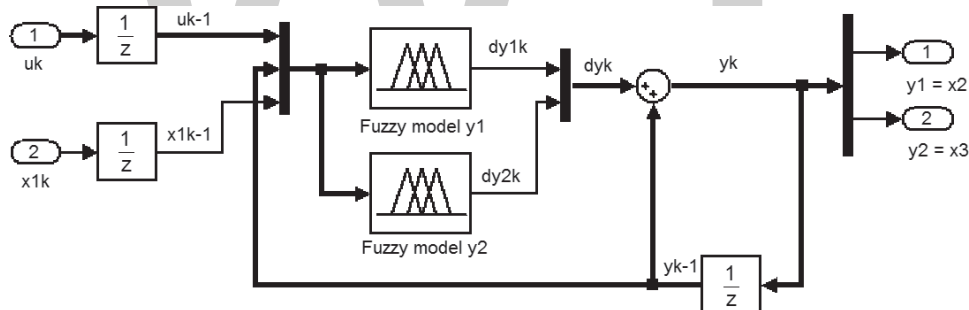 1
uk
1
z
uk-1
2
x1k
1
z
x1k-1
Fuzzy model y1
dy1k
Fuzzy model y2
dy2k
dyk
+
+
yk
yk-1
1
z
1
y1 = x2
2
y2 = x3